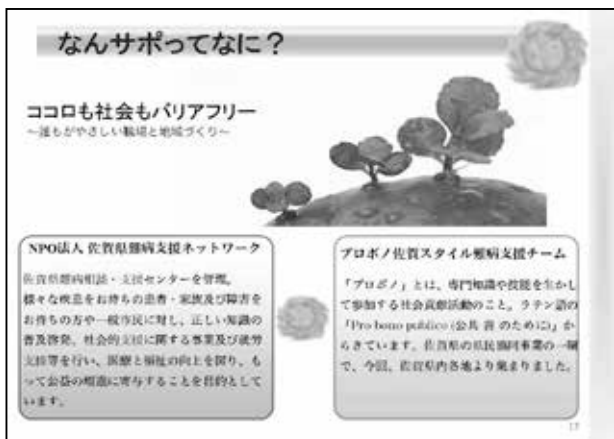 なんサポってなに？
ココロも社会もバリアフリー
～誰もがやさしい職場と地域づくり～
NPO法人 佐賀県難病支援ネットワーク
佐賀県難病相談・支援センターを管理。
様々な疾患をお持ちの患者・家族及び障害を
お持ちの方や一般市民に対し、正しい知識の
普及啓発、社会的支援に関する事業及び就労
支援等を行い、医療と福祉の向上を図り、も
って公益の増進に寄与することを目的として
います。
プロボノ佐賀スタイル難病支援チーム
「プロボノ」とは、専門知識や技能を生かし
て参加する社会貢献活動のこと。ラテン語の
「Pro bono publico (公共 善 のために)」か
らきています。佐賀県の県民協同事業の一環
で、今回、佐賀県内各地より集まりました。